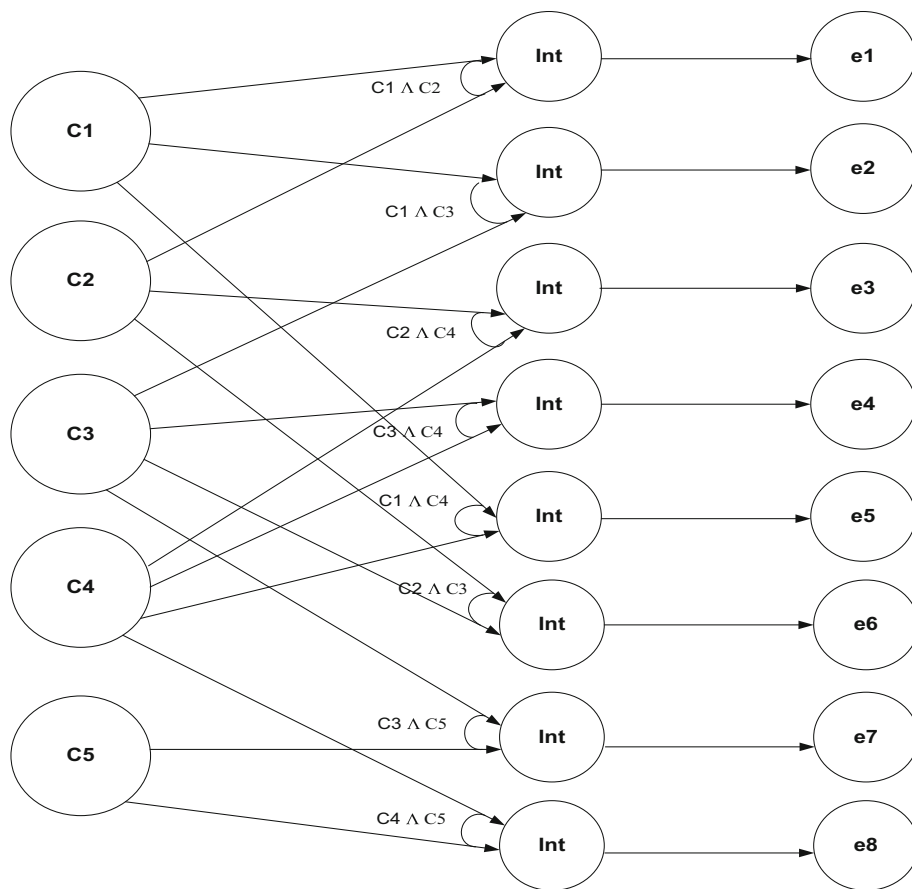 Int
e1
C1 Λ C2
C1
Int
e2
C1 Λ C3
C2
Int
e3
C2 Λ C4
Int
e4
C3
C3 Λ C4
C1 Λ C4
Int
e5
C4
C2 Λ C3
Int
e6
C3 Λ C5
Int
e7
C5
C4 Λ C5
Int
e8